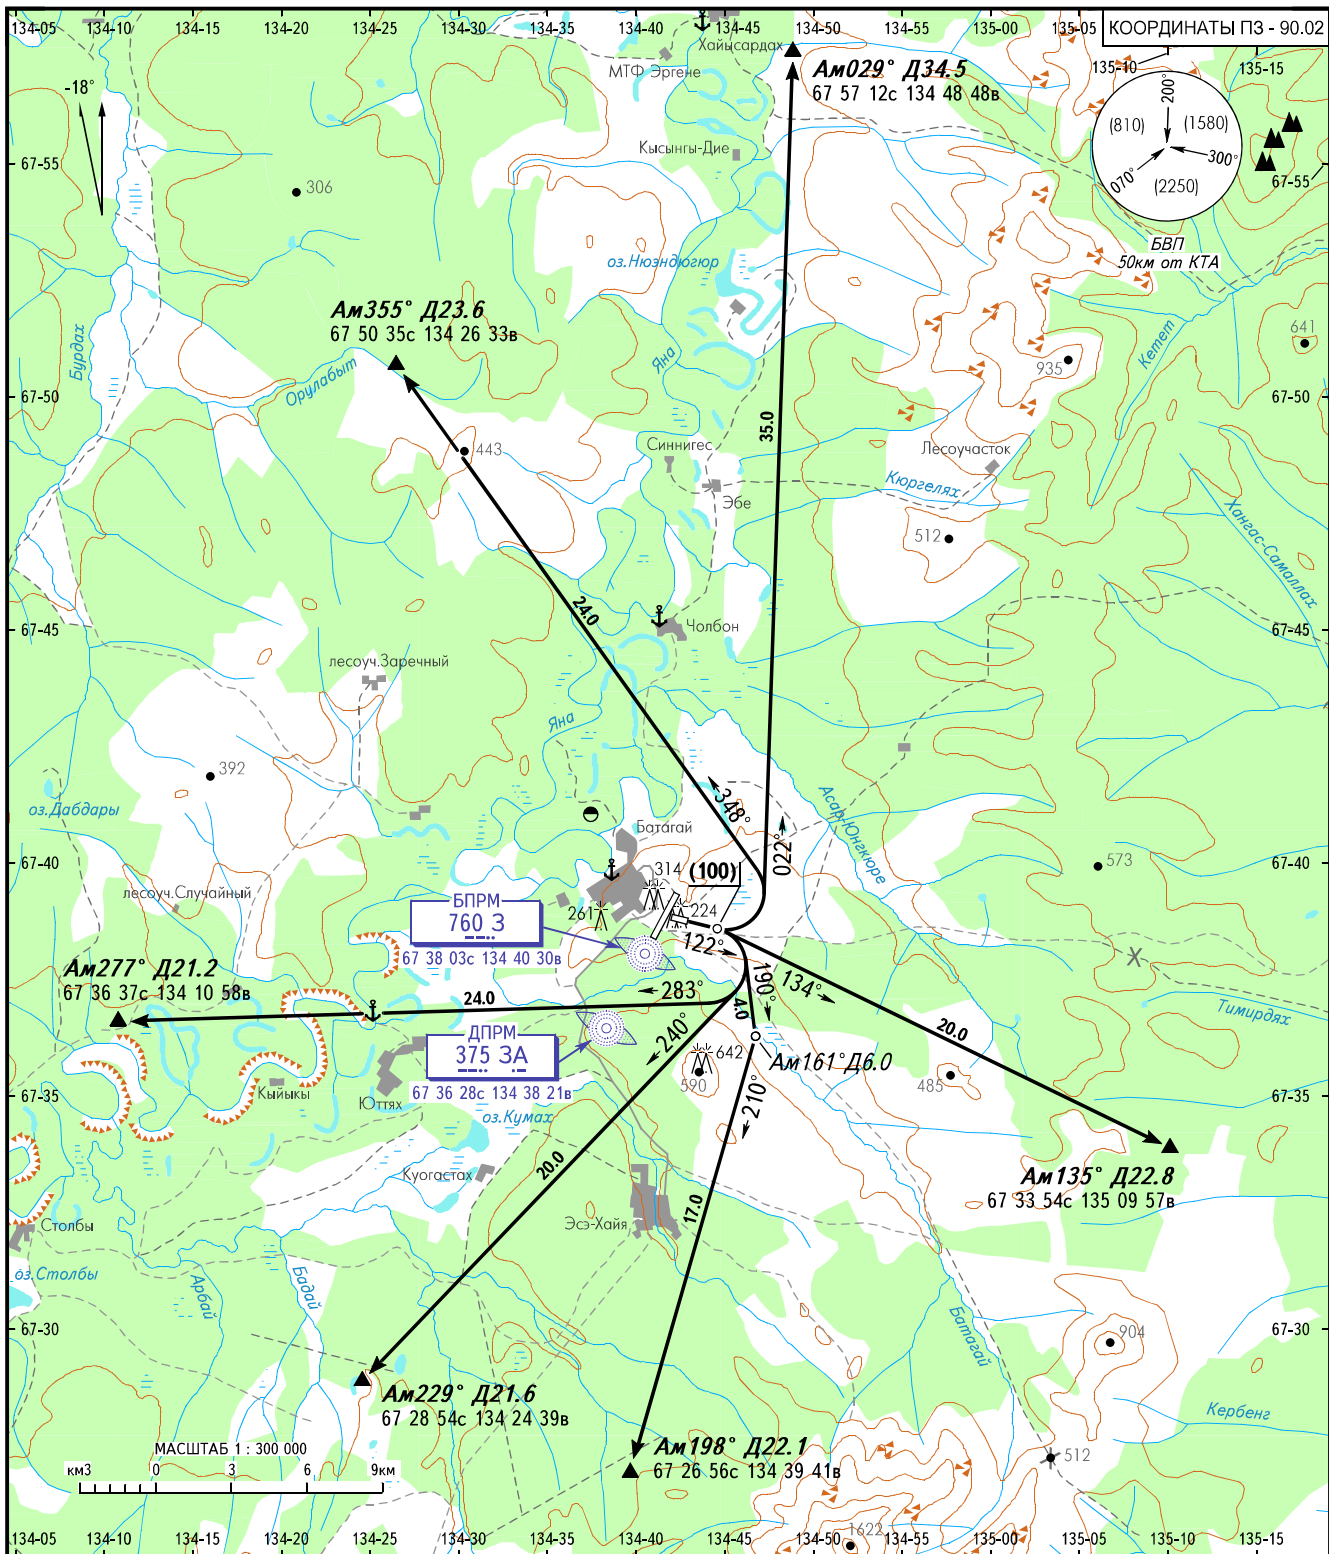 134-05
134-10
134-20
134-25
134-30
134-35
134-40
134-45
134-50
134-55
135-00
135-05
КООРДИНАТЫ ПЗ - 90.02
135-10
135-15
-18°
Хайысардах
МТФ Эргене
Ам029° Д34.5
67 57 12с 134 48 48в
200°
(810)
(1580)
300°
070°
(2250)
БВП
50км от КТА
Кысынгы-Дие
67-55
67-55
306
оз.Нюэндюгюр
Ам355° Д23.6
67 50 35с 134 26 33в
Бурдах
Орулабыт
Яна
Кетет
641
935
67-50
67-50
35.0
443
Синнигес
Эбе
Лесоучасток
Кюргелях
512
Хангас-Самаллах
24.0
Чолбон
67-45
67-45
лесоуч.Заречный
Яна
392
оз.Дабдары
348°
022°
Асар-Юнгкюре
Батагай
67-40
67-40
314
(100)
573
лесоуч.Случайный
БПРМ
760 З
67 38 03с 134 40 30в
261
224
122°
Ам277° Д21.2
67 36 37с 134 10 58в
24.0
283°
190°
134°
4.0
240°
20.0
Тимирдях
ДПРМ
375 ЗА
67 36 28с 134 38 21в
642
590
Ам161°Д6.0
485
67-35
67-35
Кыйыкы
Юттях
оз.Кумах
210°
20.0
17.0
Куогастах
Ам135° Д22.8
67 33 54с 135 09 57в
Столбы
Эсэ-Хайя
оз.Столбы
Арбай
Бадай
Батагай
67-30
67-30
904
Ам229° Д21.6
67 28 54с 134 24 39в
Кербенг
МАСШТАБ 1 : 300 000
Ам198° Д22.1
67 26 56с 134 39 41в
512
км3
0
3
6
9км
1622
134-05
134-10
134-20
134-25
134-30
134-35
134-40
134-45
134-50
134-55
135-00
135-05
135-10
135-15